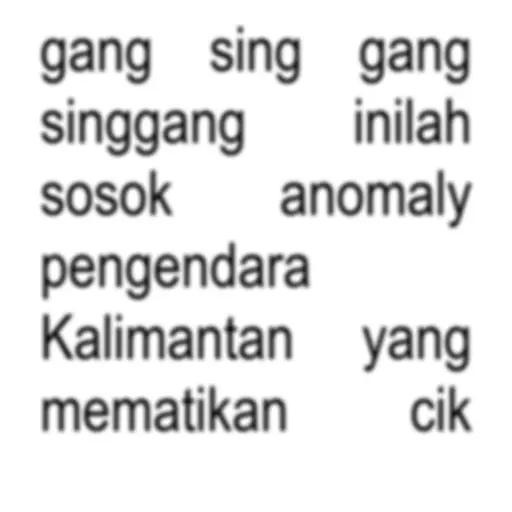 gang sing gang
singgang inilah
sosok anomaly
pengendara
Kalimantan yang
mematikan cik